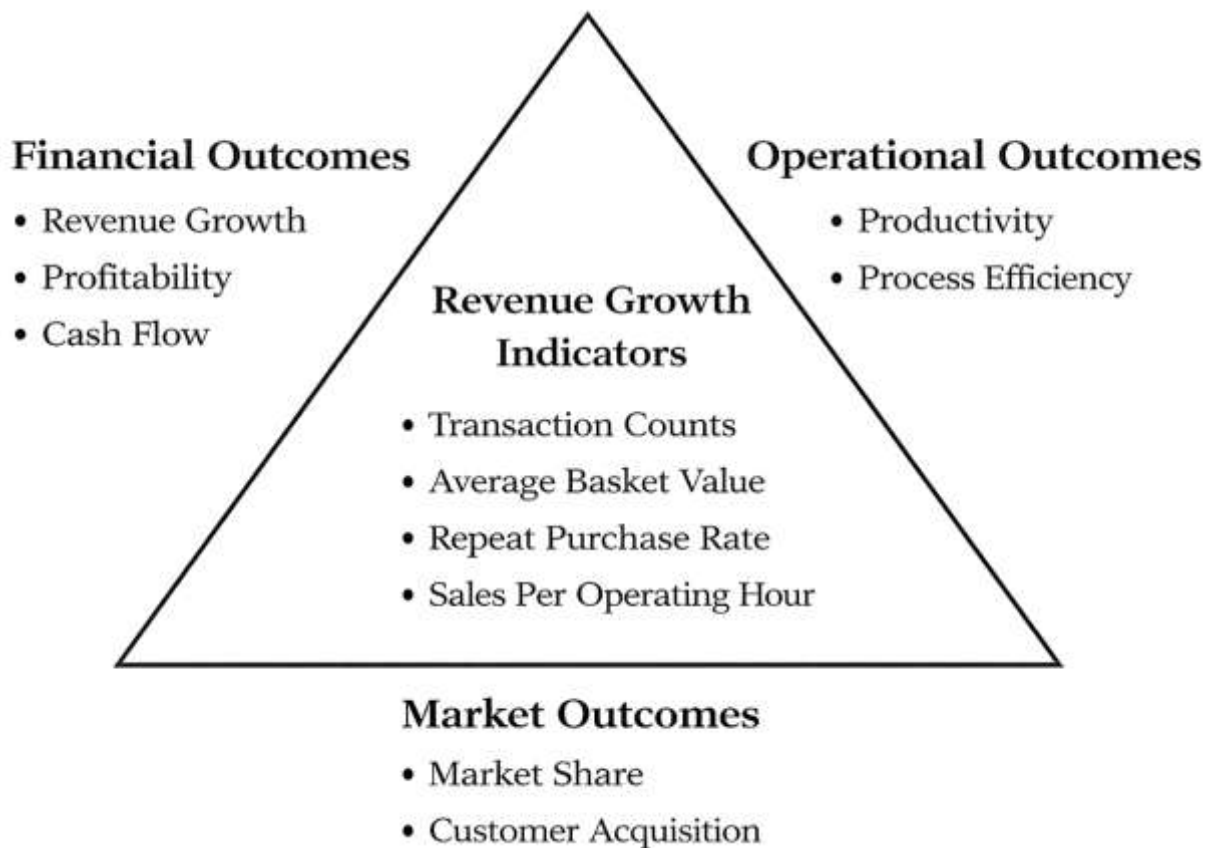 Financial Outcomes
• Revenue Growth
• Profitability
• Cash Flow
Operational Outcomes
• Productivity
• Process Efficiency
Revenue Growth
Indicators
• Transaction Counts
• Average Basket Value
• Repeat Purchase Rate
• Sales Per Operating Hour
Market Outcomes
• Market Share
• Customer Acquisition